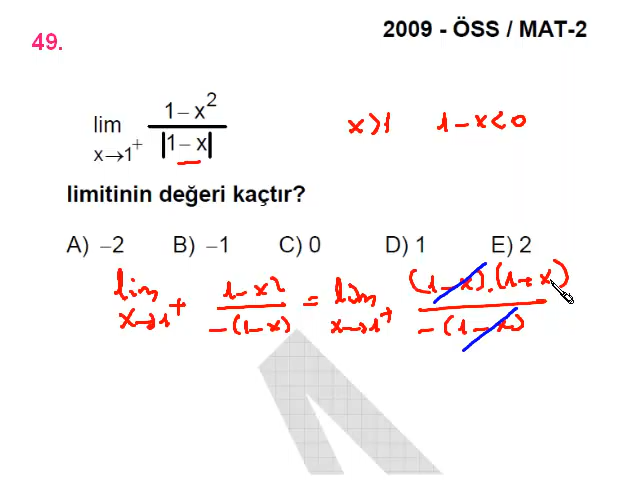 2009 - ÖSS / MAT-2
49.
lim x→1⁺ (1 – x²) / |1 – x|
x>1 1-x<0
limitinin değeri kaçtır?
A) –2 B) –1 C) 0 D) 1 E) 2
lim x→1⁺ (1-x²) / (-(1-x)) = lim x→1⁺ ((1-x).(1+x)) / (-(1-x))